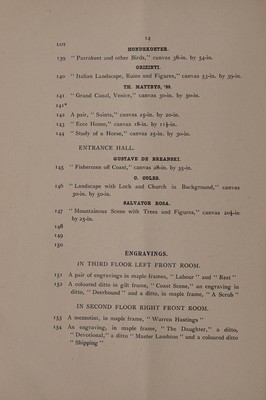 14
LOT
HONDEKOETER.
139 "Parrakeet and other Birds," canvas 38-in. by 54-in.
ORIZINTI.
140 "Italian Landscape, Ruins and Figures," canvas 53-in. by 39-in.
TH. MATTHYS, '99.
141 "Grand Canal, Venice," canvas 30-in. by 50-in.
141*
142 A pair, "Saints," canvas 25-in. by 20-in.
143 "Ecce Homo," canvas 18-in. by 11½-in.
144 "Study of a Horse," canvas 25-in. by 30-in.
ENTRANCE HALL.
GUSTAVE DE BREANSKI.
145 "Fishermen off Coast," canvas 28-in. by 35-in.
C. COLES.
146 "Landscape with Lock and Church in Background," canvas
30-in. by 50-in.
SALVATOR ROSA.
147 "Mountainous Scene with Trees and Figures," canvas
by 25-in.
148
149
150
ENGRAVINGS.
IN THIRD FLOOR LEFT FRONT ROOM.
151 A pair of engravings in maple frames, "Labour" and "Rest"
152 A coloured ditto in gilt frame, "Coast Scene," an engraving in
ditto, "Deerhound" and a ditto, in maple frame, "A Scrub"
IN SECOND FLOOR RIGHT FRONT ROOM.
153 A mezzotint, in maple frame, "Warren Hastings"
154 An engraving, in maple frame, "The Daughter," a ditto,
"Devotional," a ditto "Master Lambton" and a coloured ditto
"Shipping"